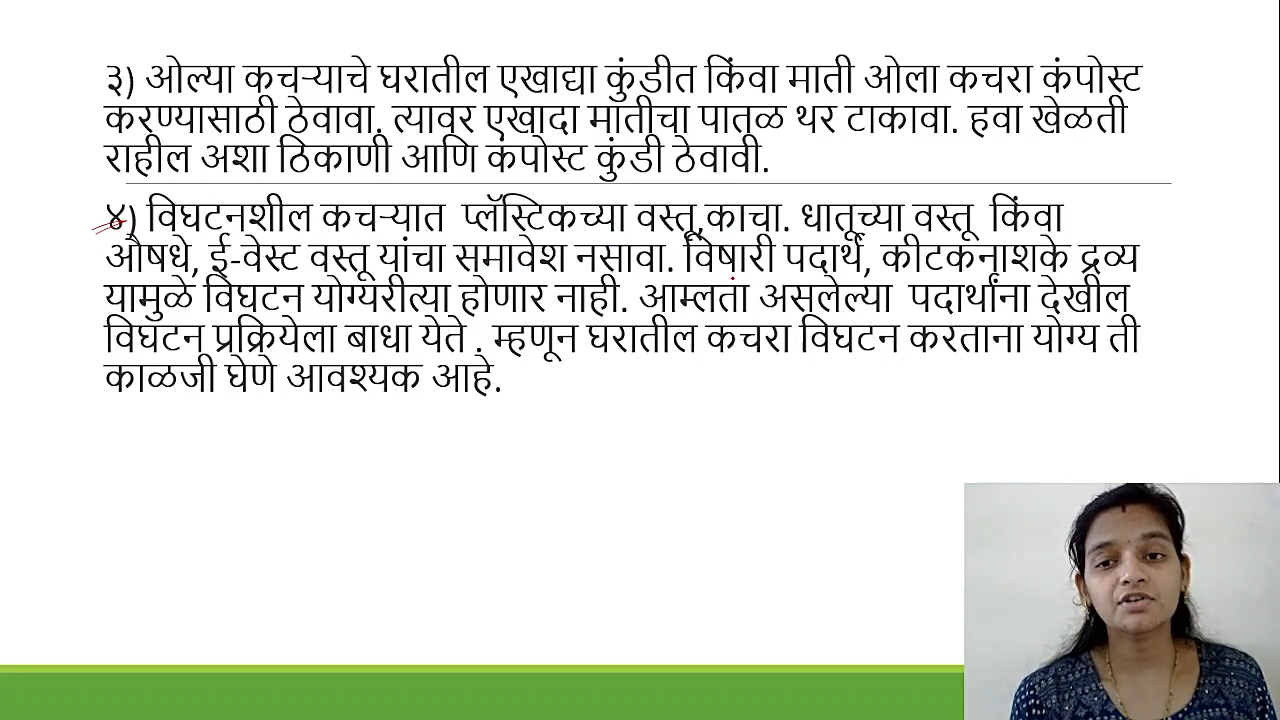 ३) ओल्या कचऱ्याचे घरातील एखाद्या कुंडीत किंवा माती ओला कचरा कंपोस्ट
करण्यासाठी ठेवावा. त्यावर एखादा मातीचा पातळ थर टाकावा. हवा खेळती
राहील अशा ठिकाणी आणि कंपोस्ट कुंडी ठेवावी.
४) विघटनशील कचऱ्यात प्लॅस्टिकच्या वस्तू,काचा. धातूच्या वस्तू किंवा
औषधे, ई-वेस्ट वस्तू यांचा समावेश नसावा. विषारी पदार्थ, कीटकनाशके द्रव्य
यामुळे विघटन योग्यरीत्या होणार नाही. आम्लता असलेल्या पदार्थांना देखील
विघटन प्रक्रियेला बाधा येते . म्हणून घरातील कचरा विघटन करताना योग्य ती
काळजी घेणे आवश्यक आहे.